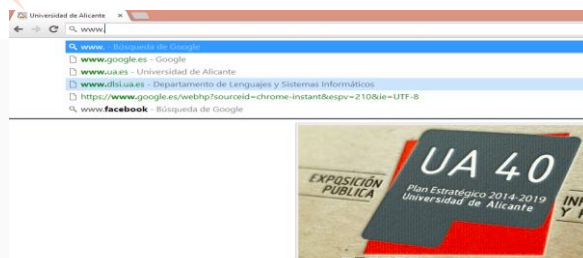 Universidad de Alicante
www.
www. - Búsqueda de Google
www.google.es - Google
www.ua.es - Universidad de Alicante
www.dlsi.ua.es - Departamento de Lenguajes y Sistemas Informáticos
https://www.google.es/webhp?sourceid=chrome-instant&espv=210&ie=UTF-8
www.facebook - Búsqueda de Google
EXPOSICIÓN
PÚBLICA
UA 40
Plan Estratégico 2014-2019
Universidad de Alicante
Y